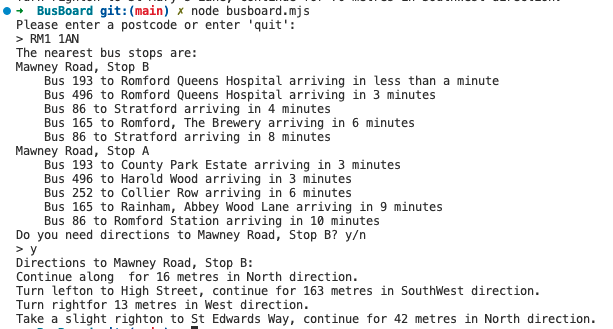 ➜ BusBoard git:(main) ✗ node busboard.mjs
Please enter a postcode or enter 'quit':
> RM1 1AN
The nearest bus stops are:
Mawney Road, Stop B
    Bus 193 to Romford Queens Hospital arriving in less than a minute
    Bus 496 to Romford Queens Hospital arriving in 3 minutes
    Bus 86 to Stratford arriving in 4 minutes
    Bus 165 to Romford, The Brewery arriving in 6 minutes
    Bus 86 to Stratford arriving in 8 minutes
Mawney Road, Stop A
    Bus 193 to County Park Estate arriving in 3 minutes
    Bus 496 to Harold Wood arriving in 3 minutes
    Bus 252 to Collier Row arriving in 6 minutes
    Bus 165 to Rainham, Abbey Wood Lane arriving in 9 minutes
    Bus 86 to Romford Station arriving in 10 minutes
Do you need directions to Mawney Road, Stop B? y/n
> y
Directions to Mawney Road, Stop B:
Continue along  for 16 metres in North direction.
Turn lefton to High Street, continue for 163 metres in SouthWest direction.
Turn rightfor 13 metres in West direction.
Take a slight righton to St Edwards Way, continue for 42 metres in North direction.